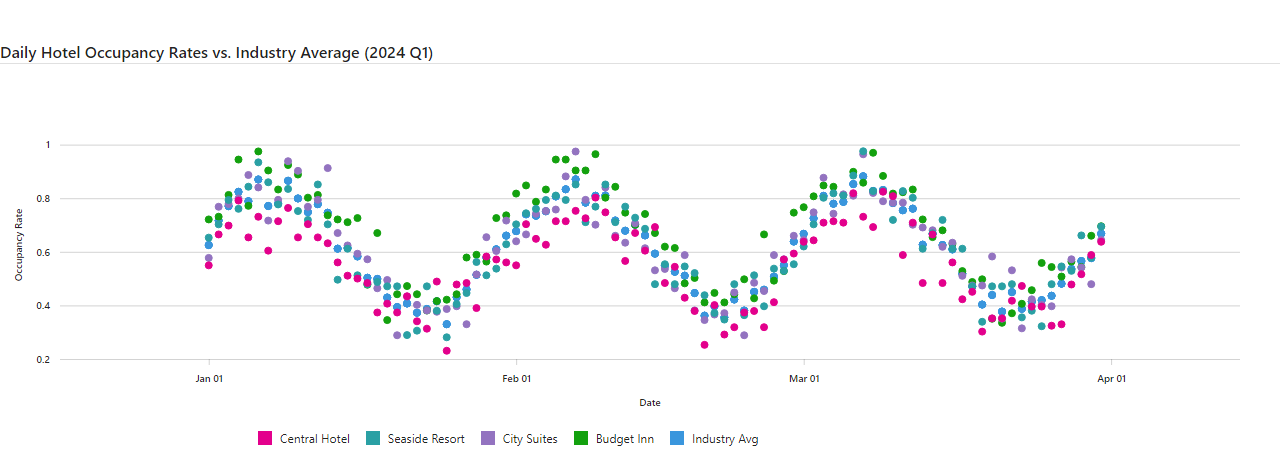 Daily Hotel Occupancy Rates vs. Industry Average (2024 Q1)
1
0.8
0.6
0.4
0.2
Occupancy Rate
Jan 01 Feb 01 Mar 01 Apr 01
Date
Central Hotel Seaside Resort City Suites Budget Inn Industry Avg